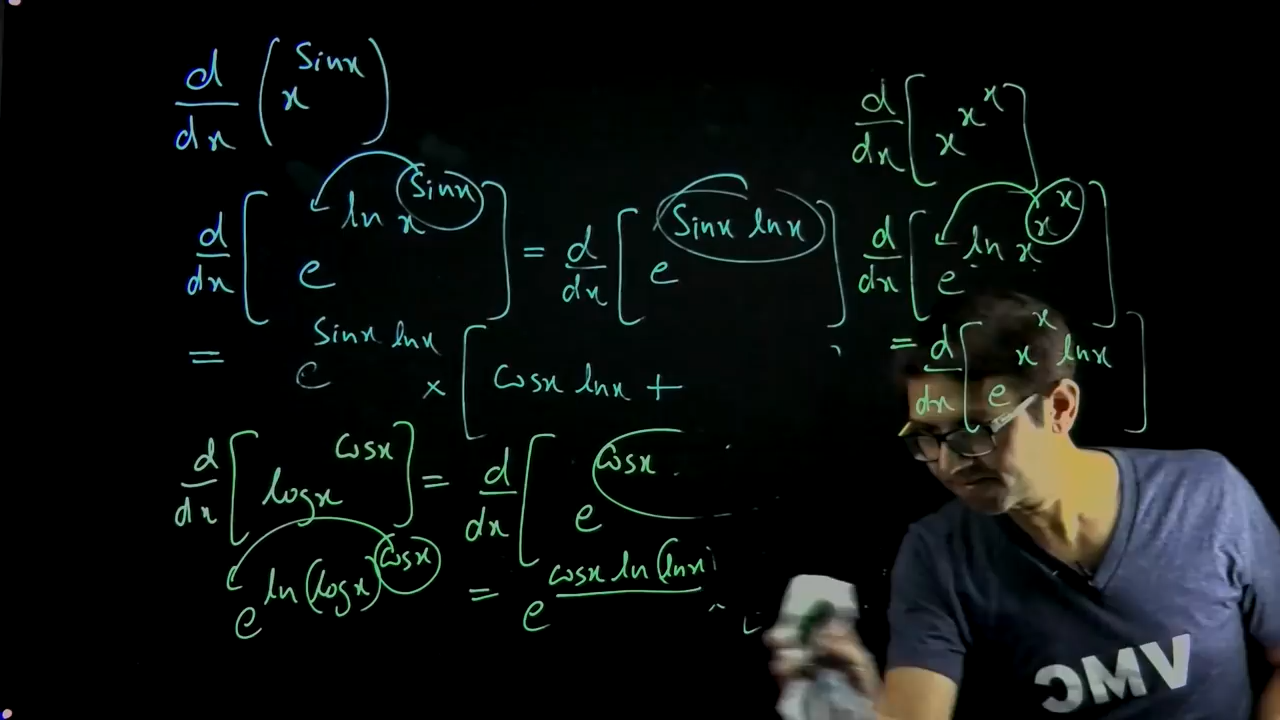 d/dx (x^sinx)
d/dx [e^ln x^sinx] = d/dx [e^sinx lnx]
= e^sinx lnx × [cosx lnx +
d/dx [logx^cosx] = d/dx [e^cosx
e^ln(logx)^cosx = e^cosx ln(lnx)
d/dx [x^x^x]
d/dx [e^ln x^x^x]
= d/dx [e^x^x lnx]
VMC